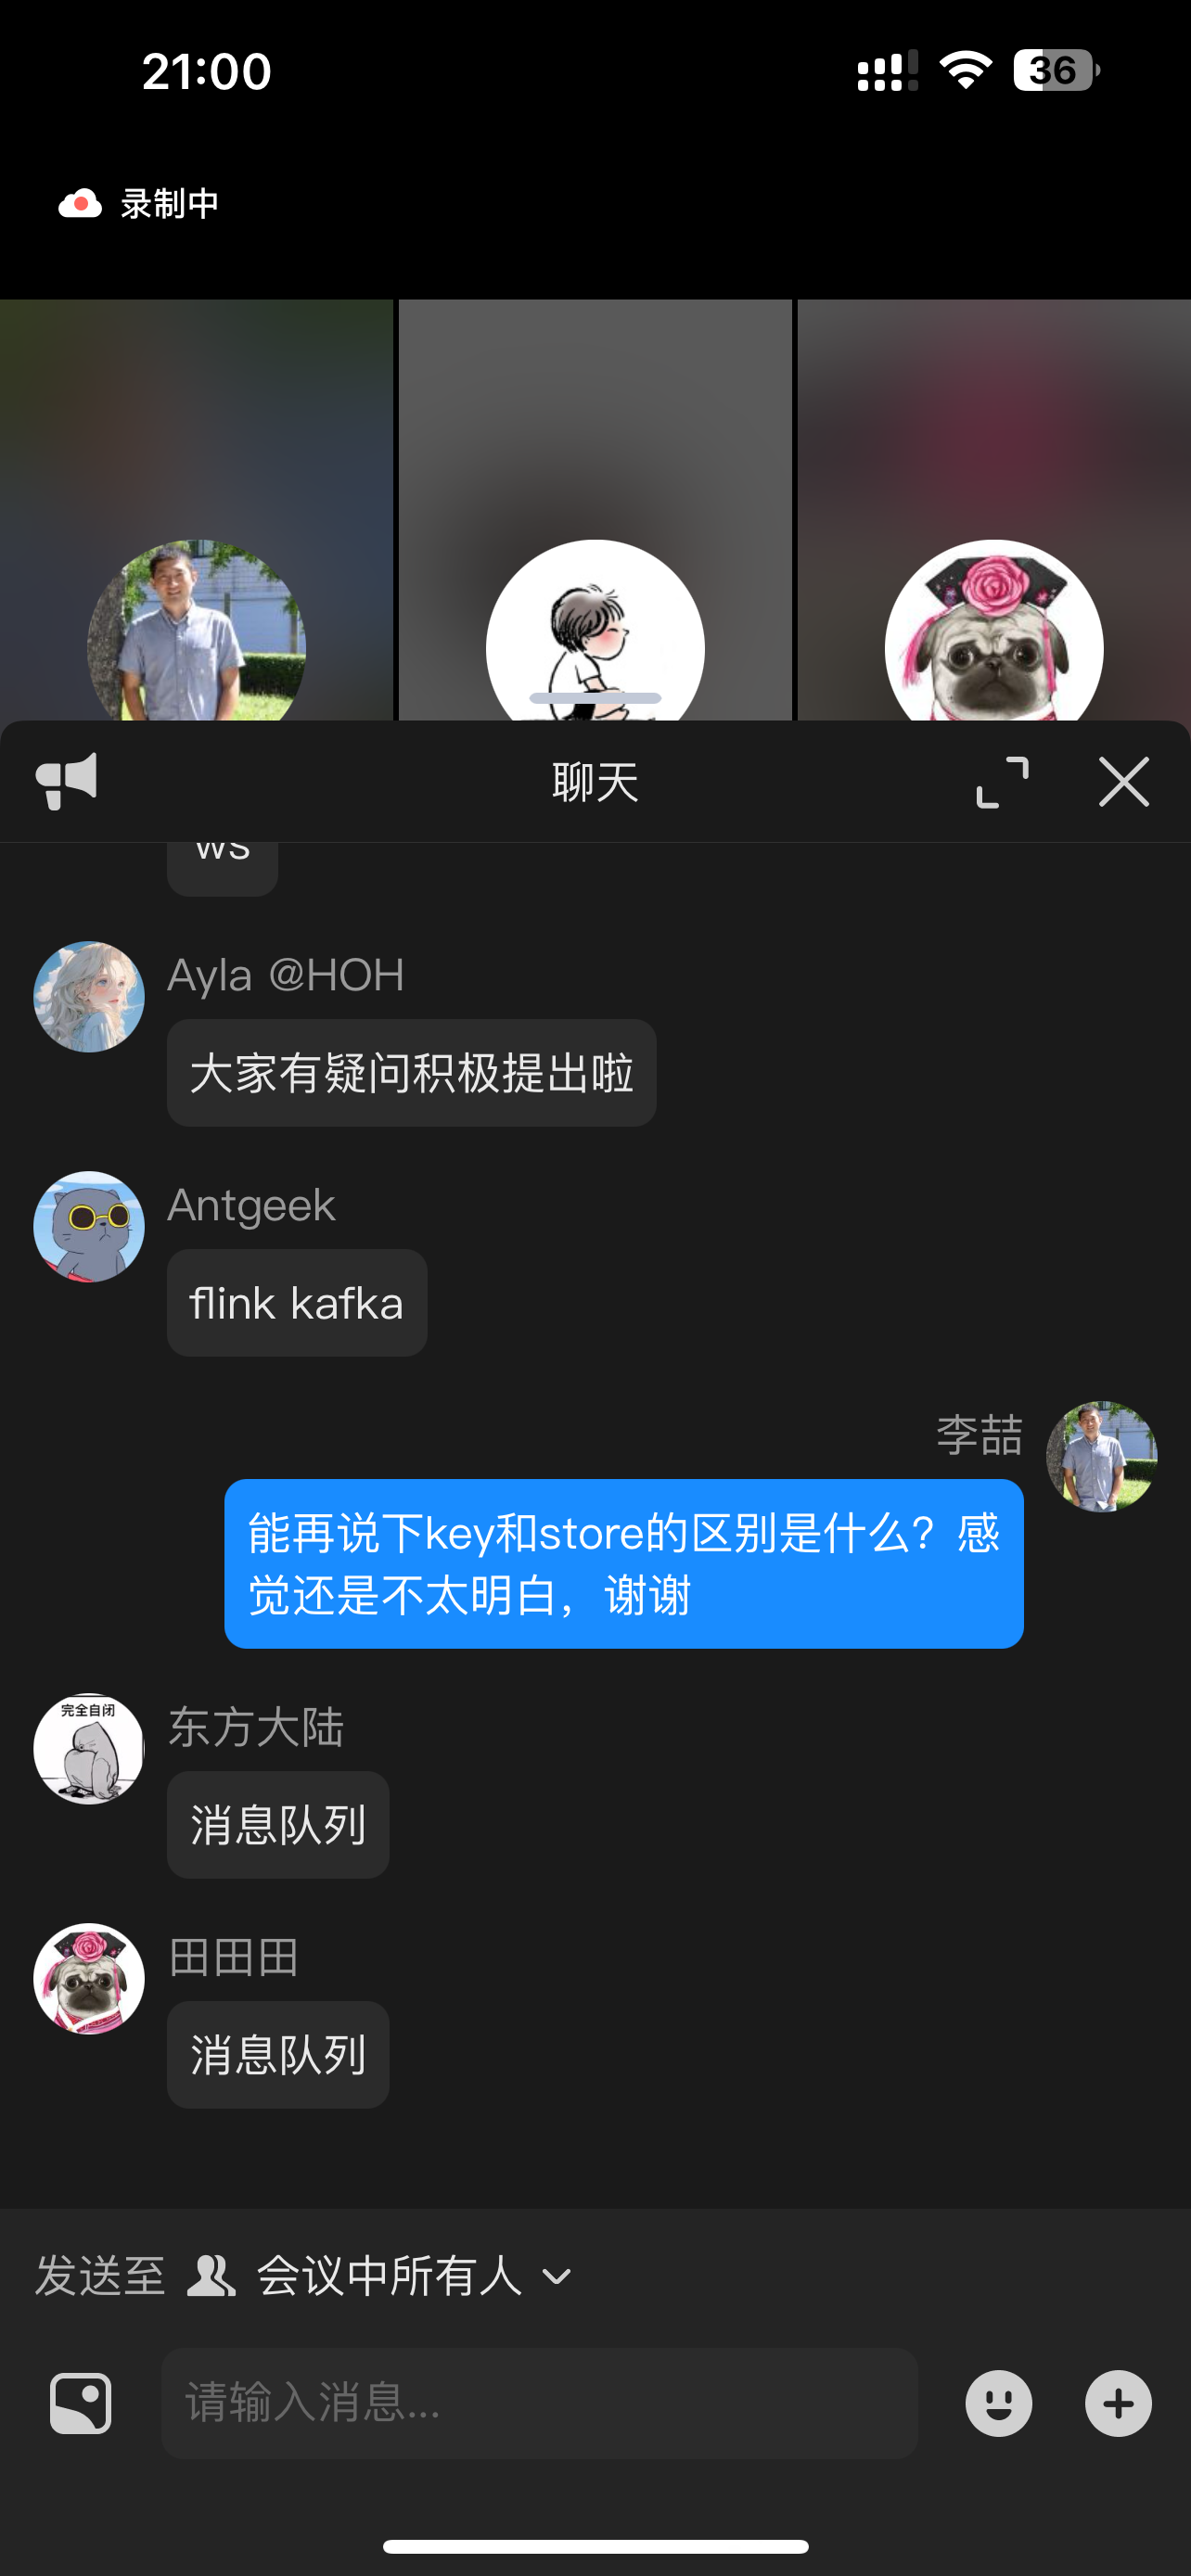 21:00
36
录制中
聊天
ws
Ayla @HOH
大家有疑问积极提出啦
Antgeek
flink kafka
李喆
能再说下key和store的区别是什么？感
觉还是不太明白，谢谢
完全自闭
东方大陆
消息队列
田田田
消息队列
发送至 会议中所有人
请输入消息...